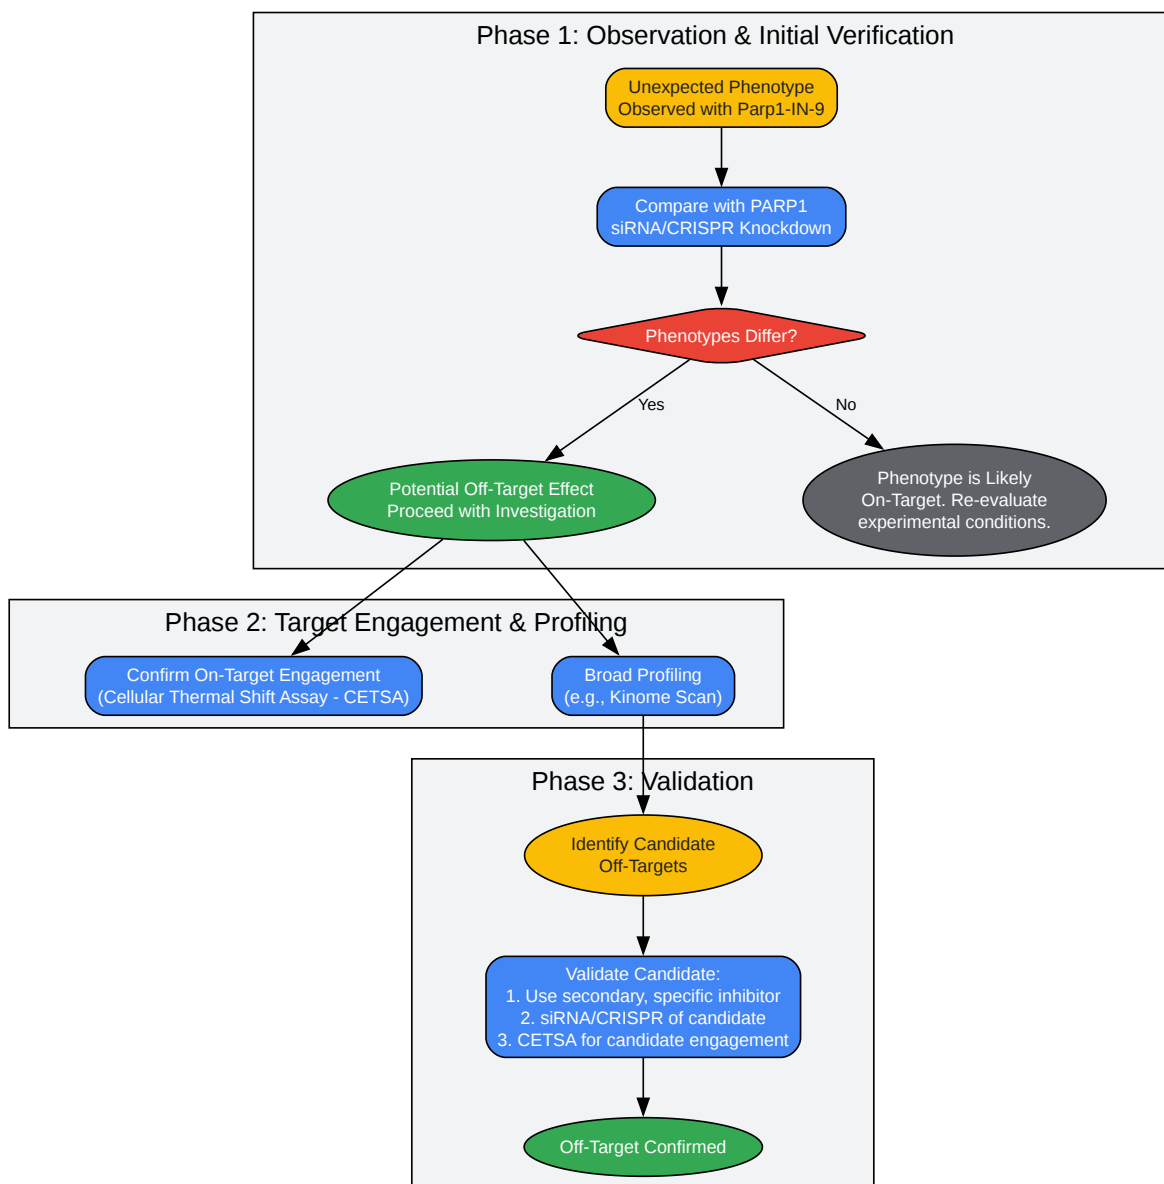 Phase 1: Observation & Initial Verification
Unexpected Phenotype
Observed with Parp1-IN-9
Compare with PARP1
siRNA/CRISPR Knockdown
Phenotypes Differ?
Yes
No
Potential Off-Target Effect
Proceed with Investigation
Phenotype is Likely
On-Target. Re-evaluate
experimental conditions.
Phase 2: Target Engagement & Profiling
Confirm On-Target Engagement
(Cellular Thermal Shift Assay - CETSA)
Broad Profiling
(e.g., Kinome Scan)
Phase 3: Validation
Identify Candidate
Off-Targets
Validate Candidate:
1. Use secondary, specific inhibitor
2. siRNA/CRISPR of candidate
3. CETSA for candidate engagement
Off-Target Confirmed